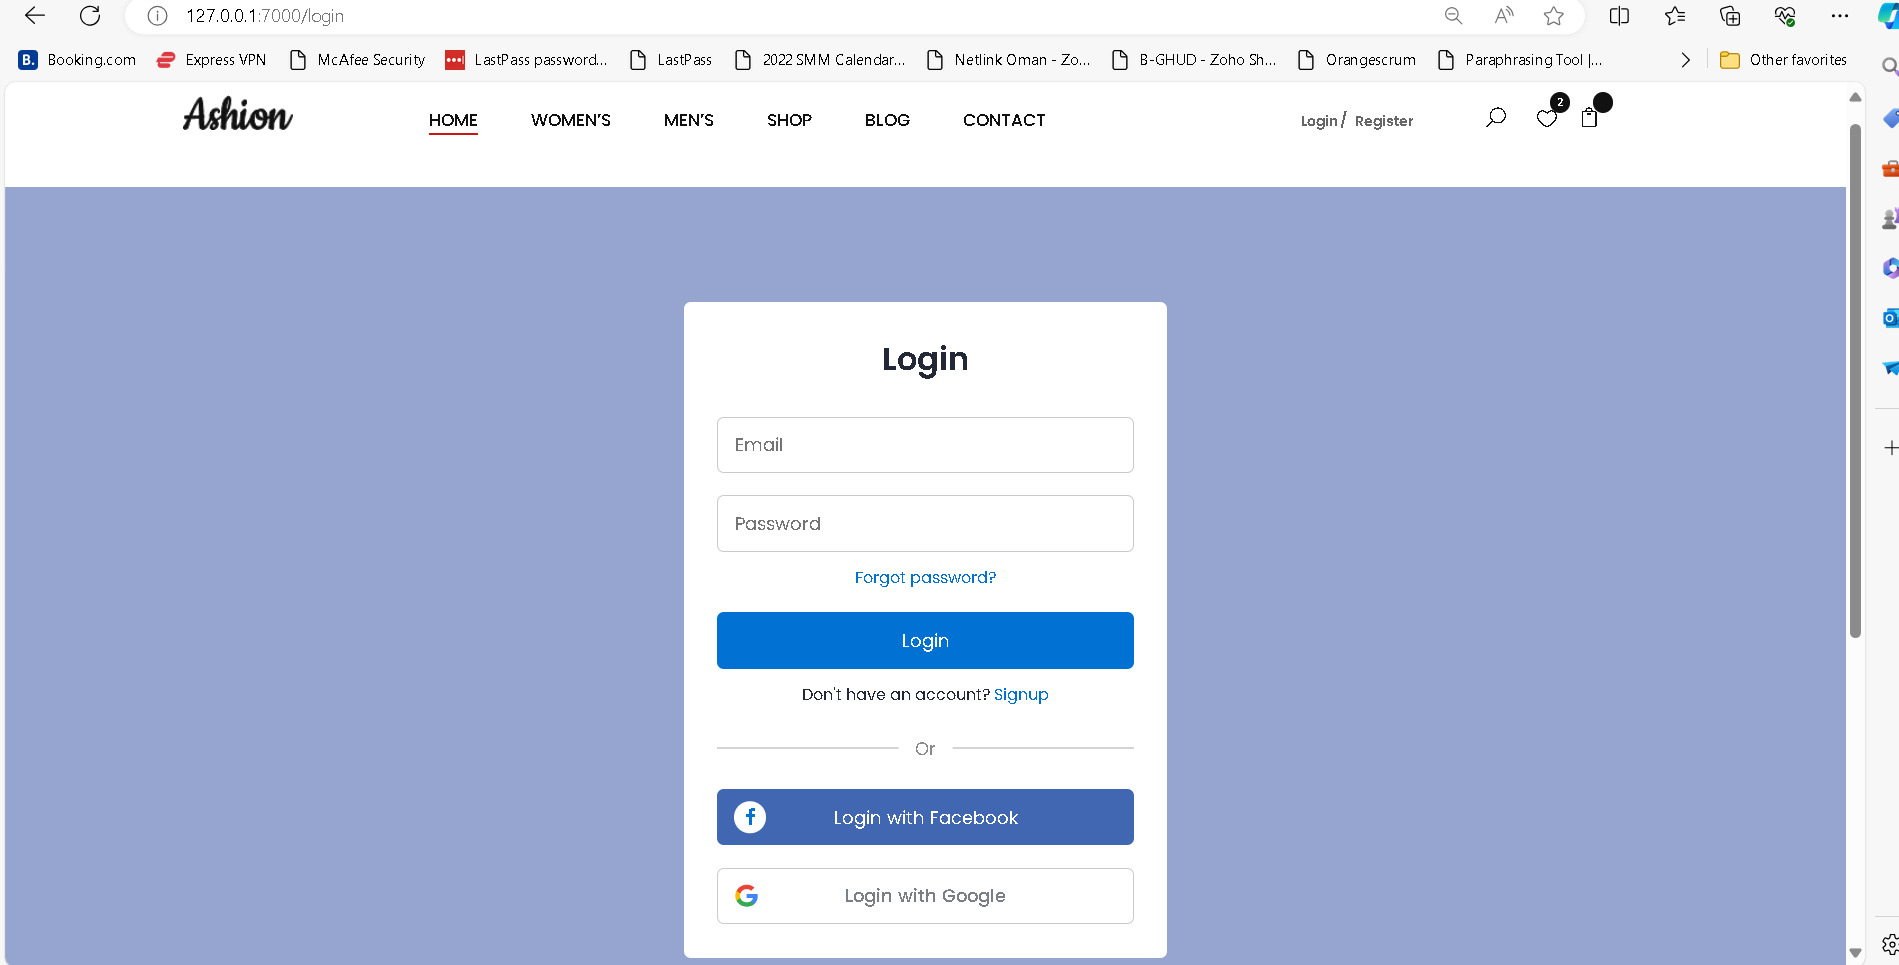 127.0.0.1:7000/login
B. Booking.com Express VPN McAfee Security LastPass password... LastPass 2022 SMM Calendar... Netlink Oman - Zo... B-GHUD - Zoho Sh... Orangescrum Paraphrasing Tool |... Other favorites
Ashion HOME WOMEN'S MEN'S SHOP BLOG CONTACT Login / Register 2
Login
Email
Password
Forgot password?
Login
Don't have an account? Signup
Or
Login with Facebook
Login with Google